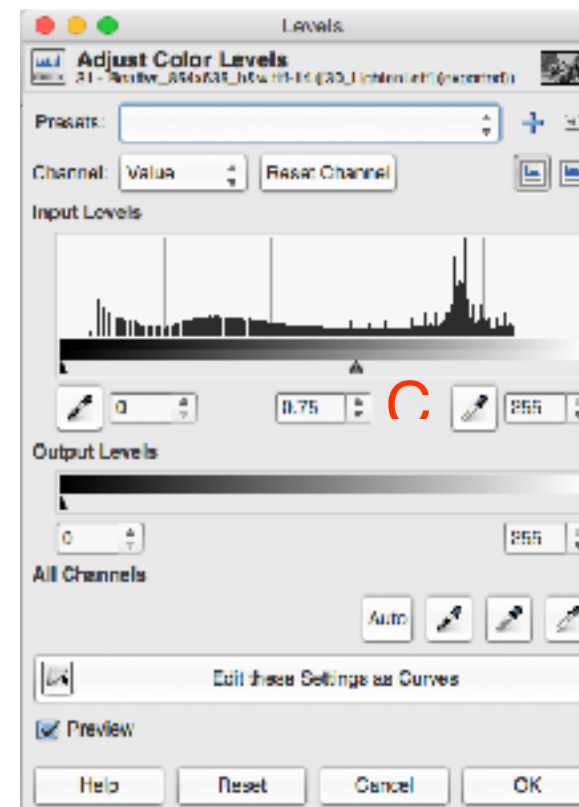 Levels
Adjust Color Levels
Presets:
Channel: Value Reset Channel
Input Levels
0 0.75 C 255
Output Levels
0 255
All Channels
Auto
Edit these Settings as Curves
Preview
Help Reset Cancel OK